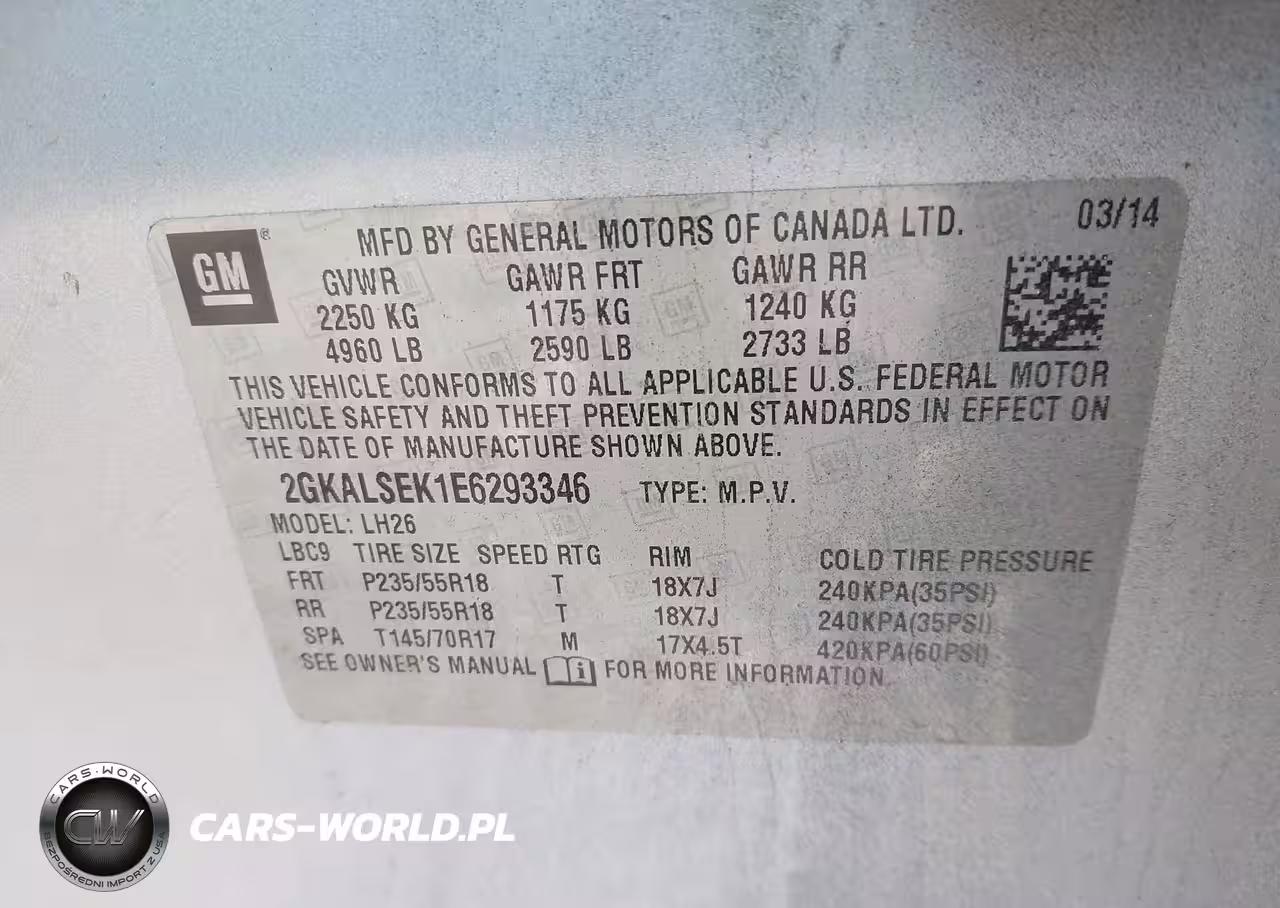 GM®
MFD BY GENERAL MOTORS OF CANADA LTD. 03/14
GVWR GAWR FRT GAWR RR
2250 KG 1175 KG 1240 KG
4960 LB 2590 LB 2733 LB
THIS VEHICLE CONFORMS TO ALL APPLICABLE U.S. FEDERAL MOTOR
VEHICLE SAFETY AND THEFT PREVENTION STANDARDS IN EFFECT ON
THE DATE OF MANUFACTURE SHOWN ABOVE.
2GKALSEK1E6293346 TYPE: M.P.V.
MODEL: LH26
LBC9 TIRE SIZE SPEED RTG RIM COLD TIRE PRESSURE
FRT P235/55R18 T 18X7J 240KPA(35PSI)
RR P235/55R18 T 18X7J 240KPA(35PSI)
SPA T145/70R17 M 17X4.5T 420KPA(60PSI)
SEE OWNER'S MANUAL FOR MORE INFORMATION
CARS-WORLD
CW
BEZPOŚREDNI IMPORT Z USA
CARS-WORLD.PL